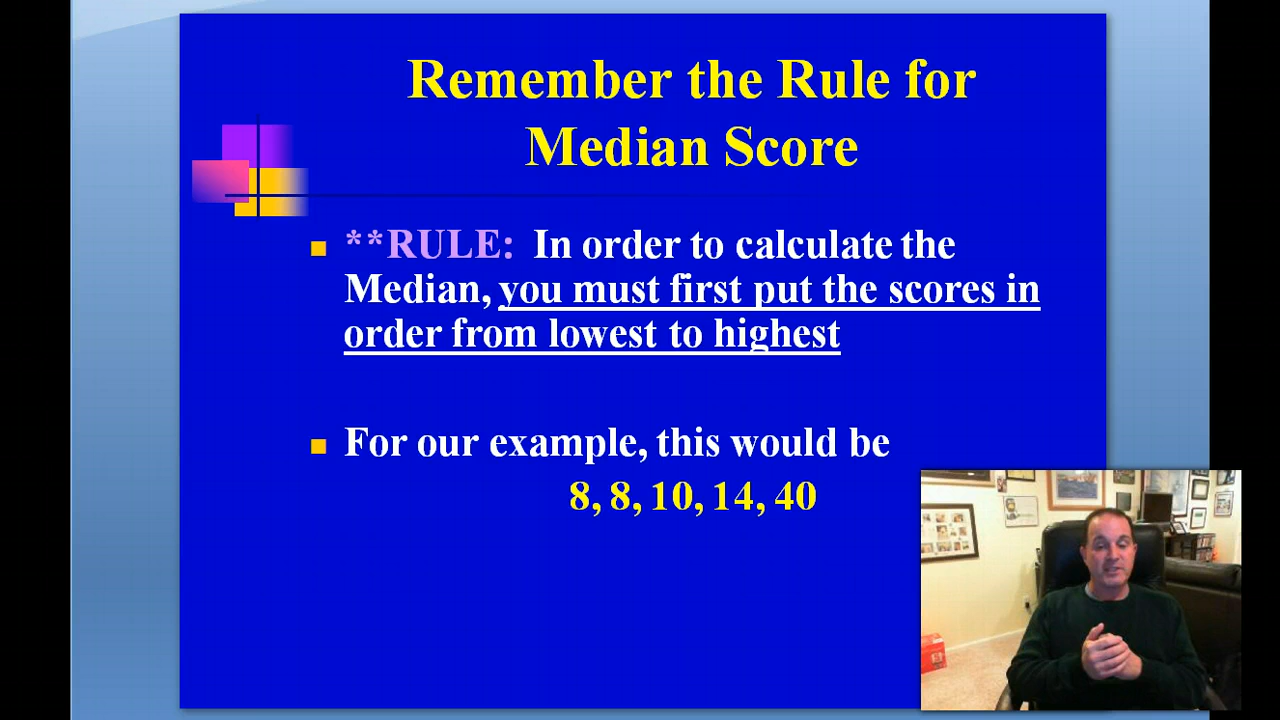 Remember the Rule for
Median Score
**RULE: In order to calculate the
Median, you must first put the scores in
order from lowest to highest
For our example, this would be
8, 8, 10, 14, 40